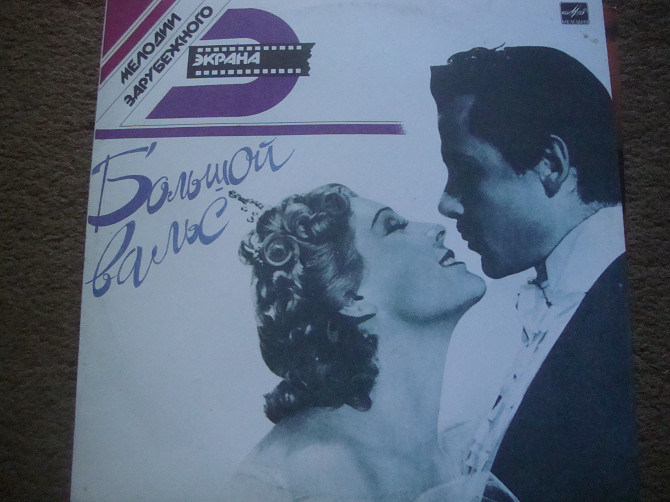 МЕЛОДИИ
ЗАРУБЕЖНОГО
ЭКРАНА
Большой
вальс